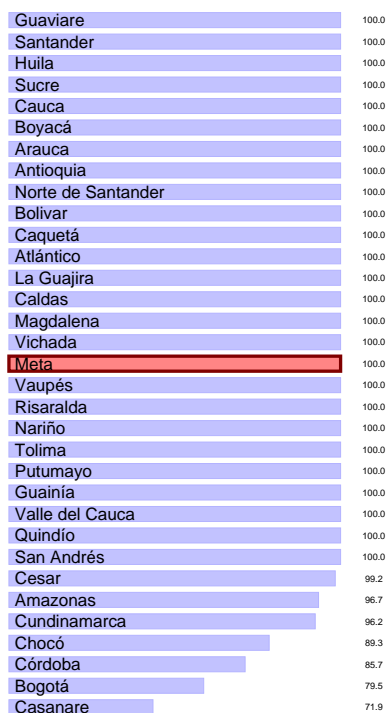 Guaviare 100.0
Santander 100.0
Huila 100.0
Sucre 100.0
Cauca 100.0
Boyacá 100.0
Arauca 100.0
Antioquia 100.0
Norte de Santander 100.0
Bolivar 100.0
Caquetá 100.0
Atlántico 100.0
La Guajira 100.0
Caldas 100.0
Magdalena 100.0
Vichada 100.0
Meta 100.0
Vaupés 100.0
Risaralda 100.0
Nariño 100.0
Tolima 100.0
Putumayo 100.0
Guainía 100.0
Valle del Cauca 100.0
Quindío 100.0
San Andrés 100.0
Cesar 99.2
Amazonas 96.7
Cundinamarca 96.2
Chocó 89.3
Córdoba 85.7
Bogotá 79.5
Casanare 71.9